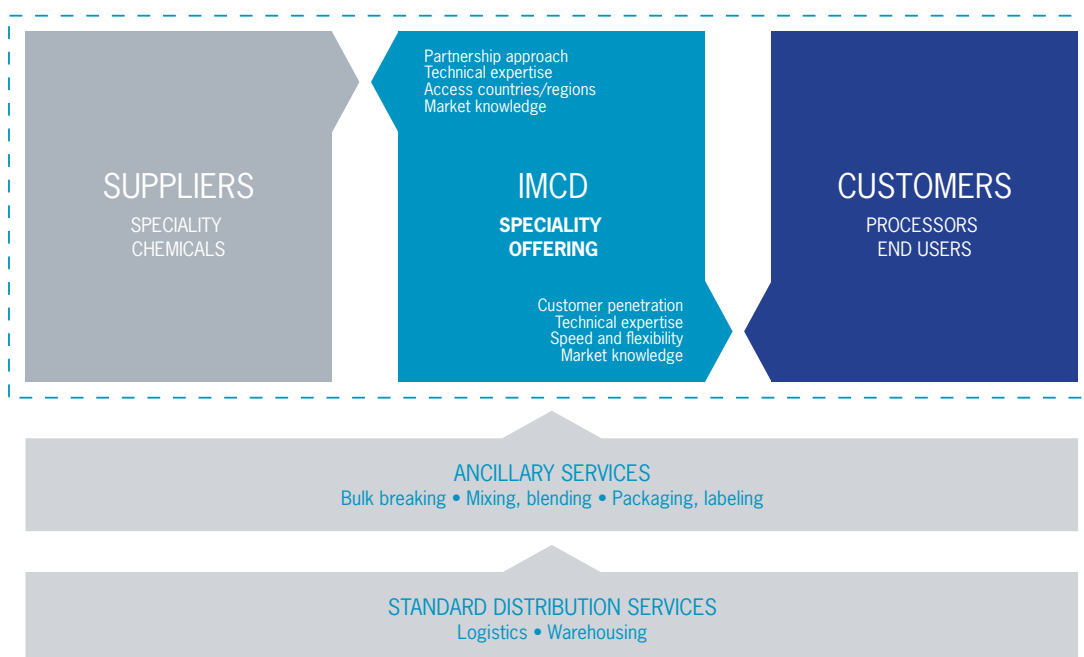 Partnership approach
Technical expertise
Access countries/regions
Market knowledge
SUPPLIERS
SPECIALITY
CHEMICALS
IMCD
SPECIALITY
OFFERING
CUSTOMERS
PROCESSORS
END USERS
Customer penetration
Technical expertise
Speed and flexibility
Market knowledge
ANCILLARY SERVICES
Bulk breaking • Mixing, blending • Packaging, labeling
STANDARD DISTRIBUTION SERVICES
Logistics • Warehousing